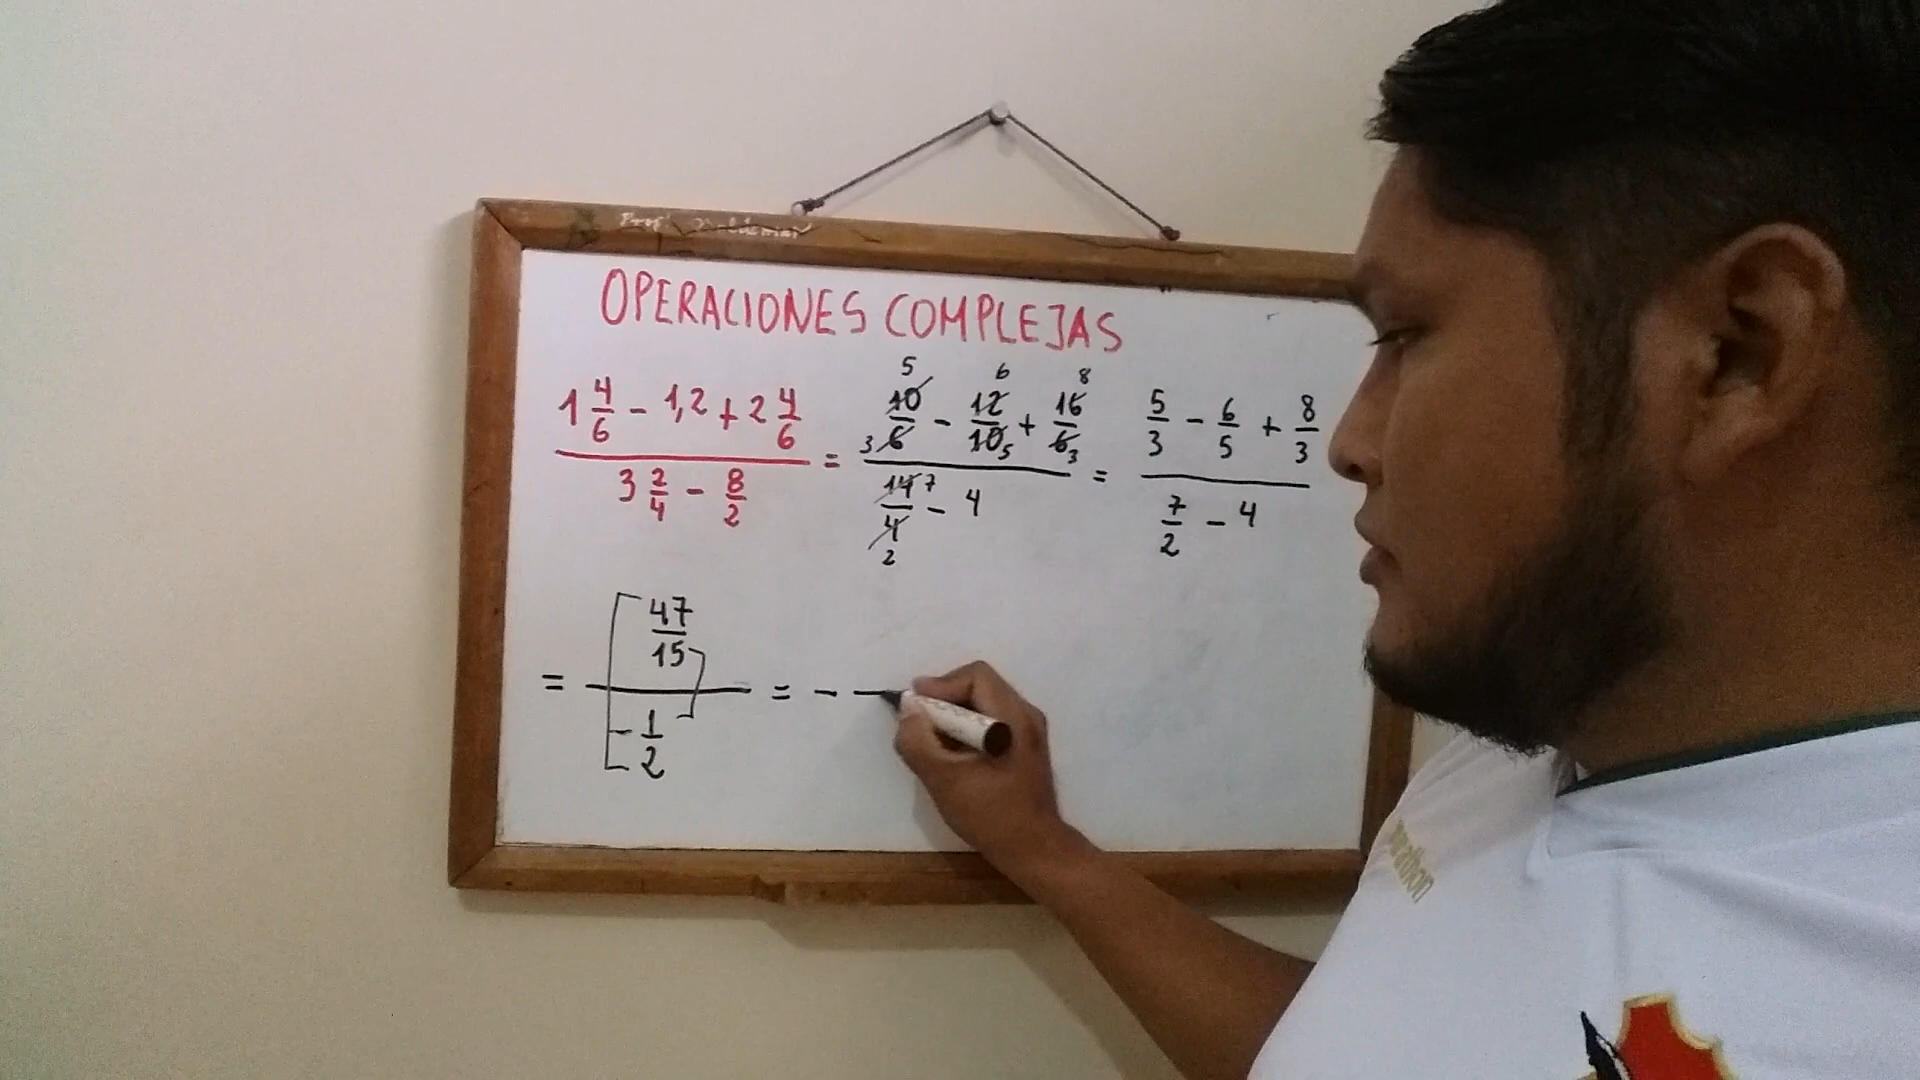 Prof.
OPERACIONES COMPLEJAS
1 4/6 - 1,2 + 2 4/6
3 2/4 - 8/2
=
5 6 8
10/6 - 12/10 + 16/6
3 5 3
14/4 - 4
7
2
=
5/3 - 6/5 + 8/3
7/2 - 4
= 47/15
- 1/2
= -
marathon